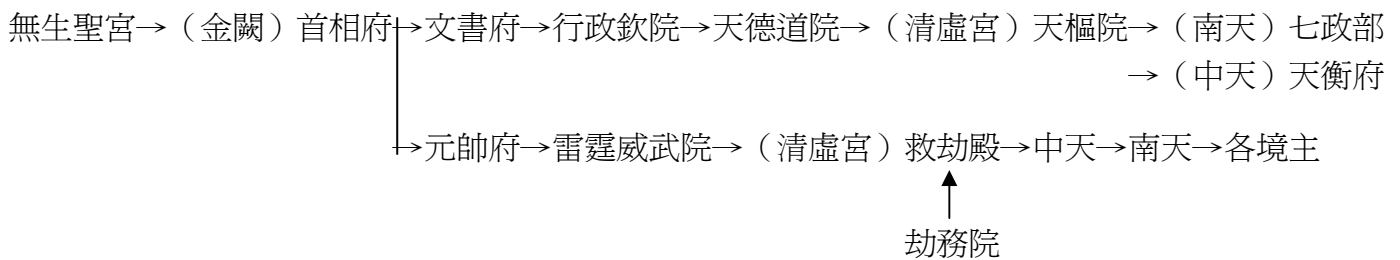 無生聖宮→（金闕）首相府→文書府→行政欽院→天德道院→（清虛宮）天樞院→（南天）七政部
→（中天）天衡府
→元帥府→雷霆威武院→（清虛宮）救劫殿→中天→南天→各境主
劫務院